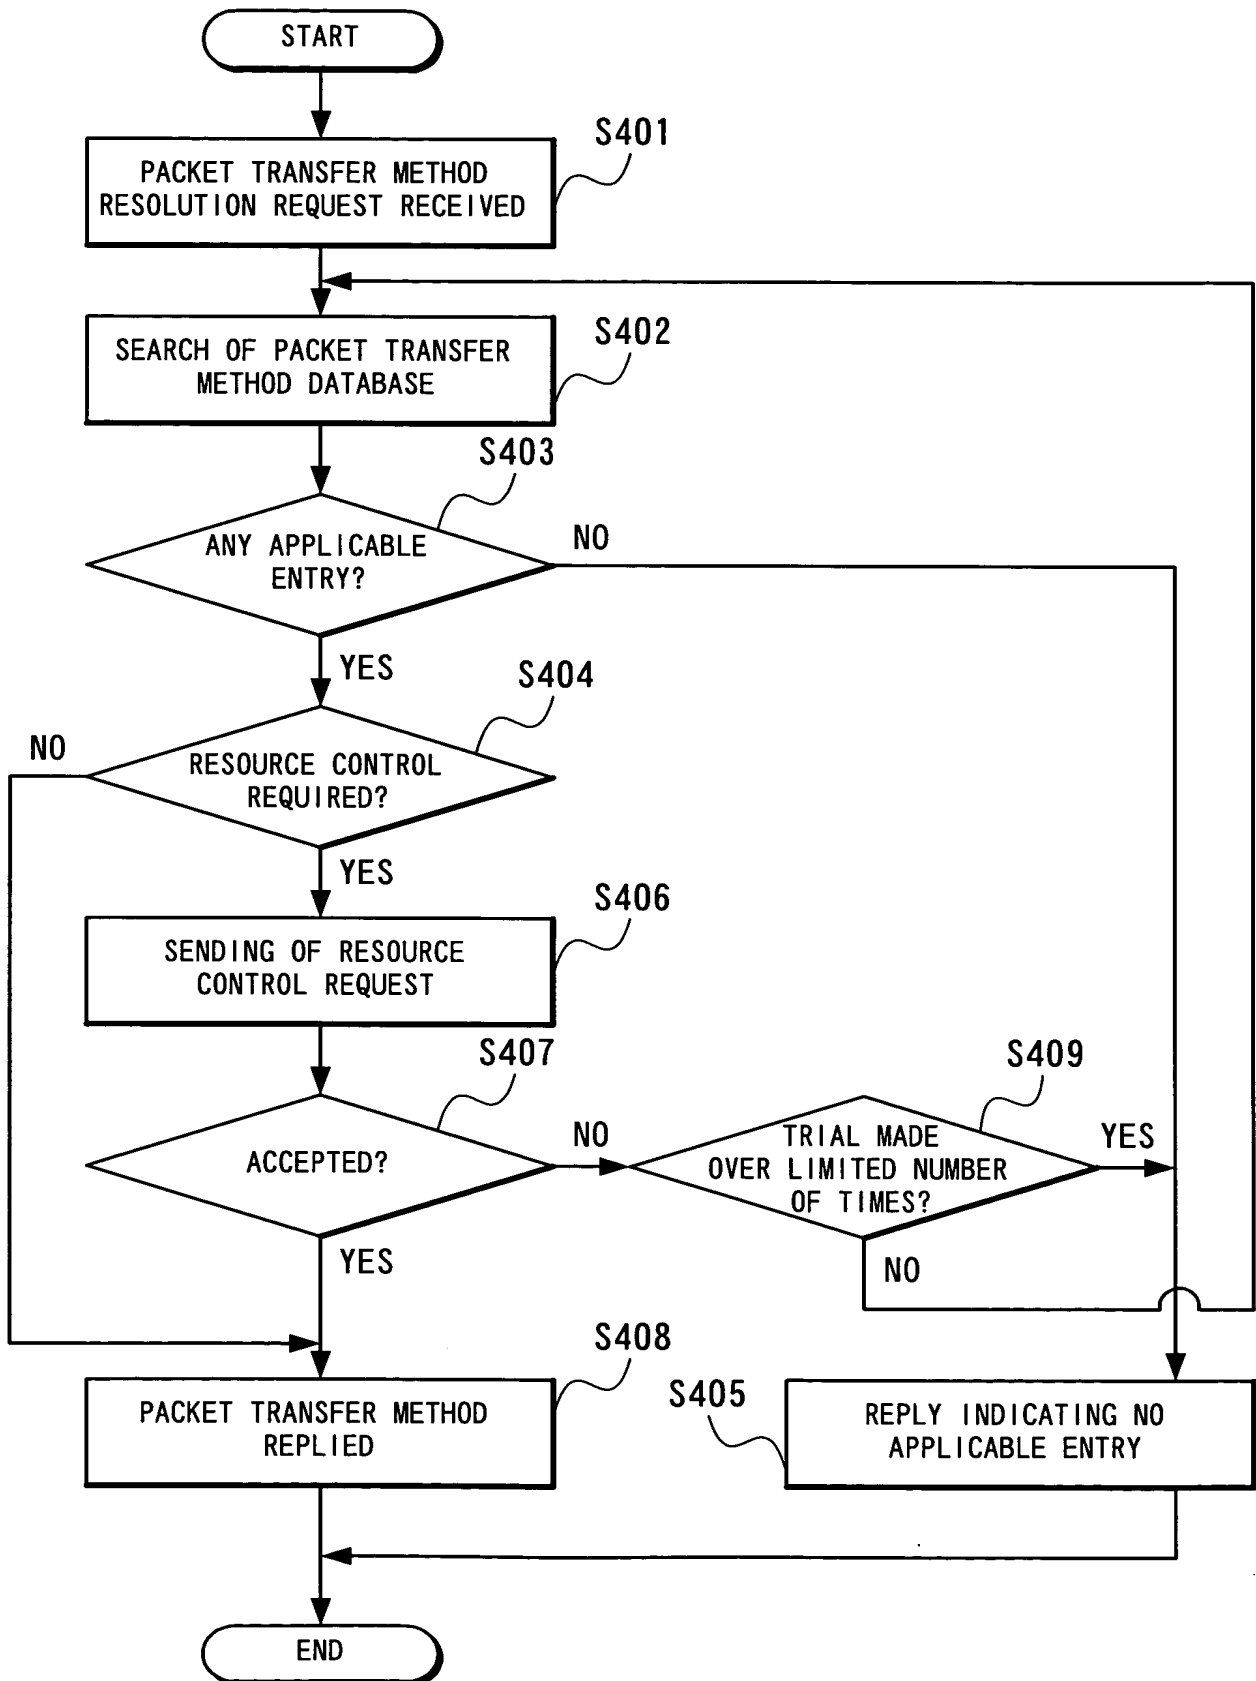 START
S401
PACKET TRANSFER METHOD
RESOLUTION REQUEST RECEIVED
S402
SEARCH OF PACKET TRANSFER
METHOD DATABASE
S403
ANY APPLICABLE
ENTRY?
NO
YES
S404
NO
RESOURCE CONTROL
REQUIRED?
YES
S406
SENDING OF RESOURCE
CONTROL REQUEST
S407
S409
ACCEPTED?
NO
TRIAL MADE
OVER LIMITED NUMBER
OF TIMES?
YES
YES
NO
S408
PACKET TRANSFER METHOD
REPLIED
S405
REPLY INDICATING NO
APPLICABLE ENTRY
END